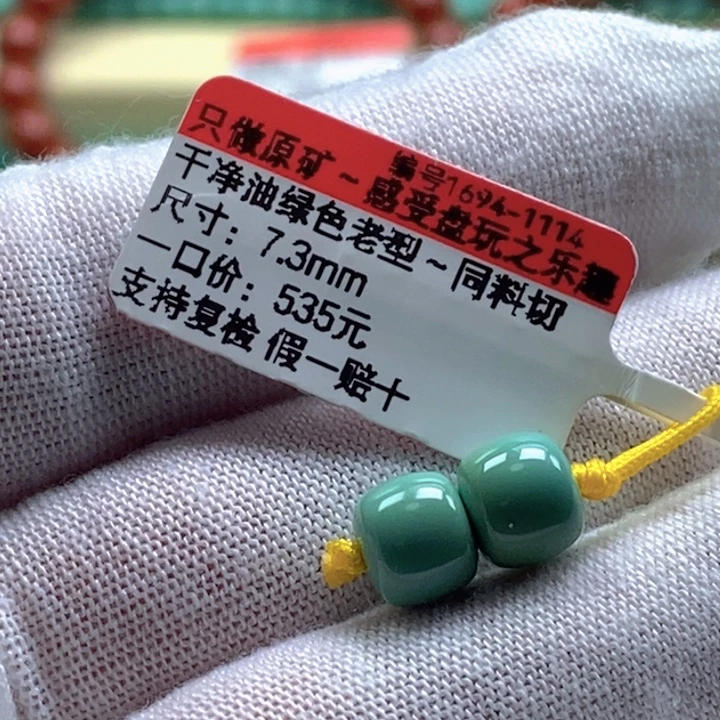 编号1694-1114
只做原矿~感受盘玩之乐趣
干净油绿色老型~同料切
尺寸：7.3mm
一口价：535元
支持复检 假一赔十